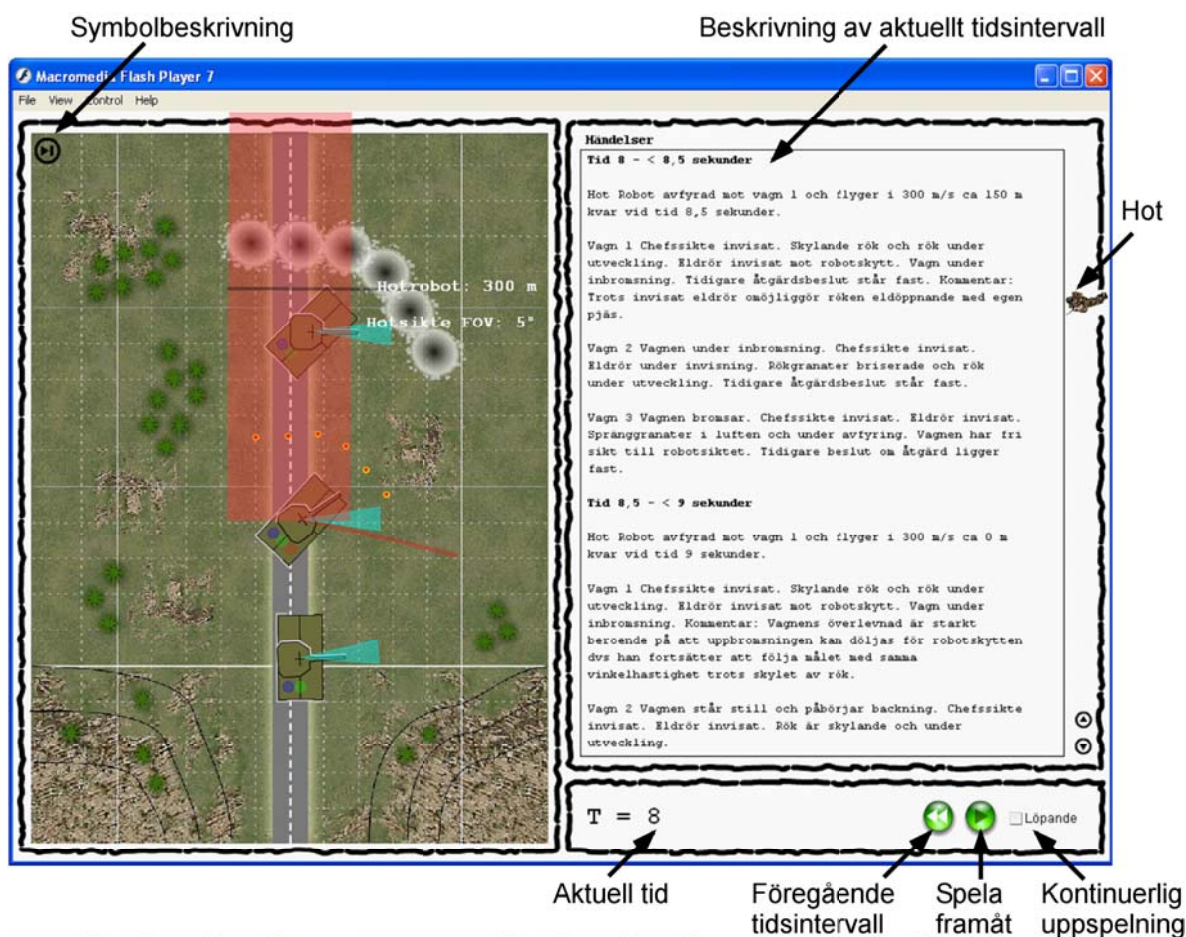 Symbolbeskrivning
Beskrivning av aktuellt tidsintervall
Macromedia Flash Player 7
File View Control Help
Händelser
Tid 8 - < 8,5 sekunder
Hot Robot avfyrad mot vagn 1 och flyger i 300 m/s ca 150 m
kvar vid tid 8,5 sekunder.
Vagn 1 Chefssikte invisat. Skylande rök och rök under
utveckling. Eldrör invisat mot robotskytt. Vagn under
inbromsning. Tidigare åtgärdsbeslut står fast. Kommentar:
Trots invisat eldrör omöjliggör röken eldöppnande med egen
pjäs.
Vagn 2 Vagnen under inbromsning. Chefssikte invisat.
Eldrör under invisning. Rökgranater briserade och rök
under utveckling. Tidigare åtgärdsbeslut står fast.
Vagn 3 Vagnen bromsar. Chefssikte invisat. Eldrör invisat.
Spränggranater i luften och under avfyring. Vagnen har fri
sikt till robotsiktet. Tidigare beslut om åtgärd ligger
fast.
Tid 8,5 - < 9 sekunder
Hot Robot avfyrad mot vagn 1 och flyger i 300 m/s ca 0 m
kvar vid tid 9 sekunder.
Vagn 1 Chefssikte invisat. Skylande rök och rök under
utveckling. Eldrör invisat mot robotskytt. Vagn under
inbromsning. Kommentar: Vagnens överlevnad är starkt
beroende på att uppbromsningen kan döljas för robotskytten
dvs han fortsätter att följa målet med samma
vinkelhastighet trots skylet av rök.
Vagn 2 Vagnen står still och påbörjar backning. Chefssikte
invisat. Eldrör invisat. Rök är skylande och under
utveckling.
Hot
Hotrobot: 300 m
Hotsikte FOV: 5°
T = 8
Löpande
Aktuell tid
Föregående
tidsintervall
Spela
framåt
Kontinuerlig
uppspelning